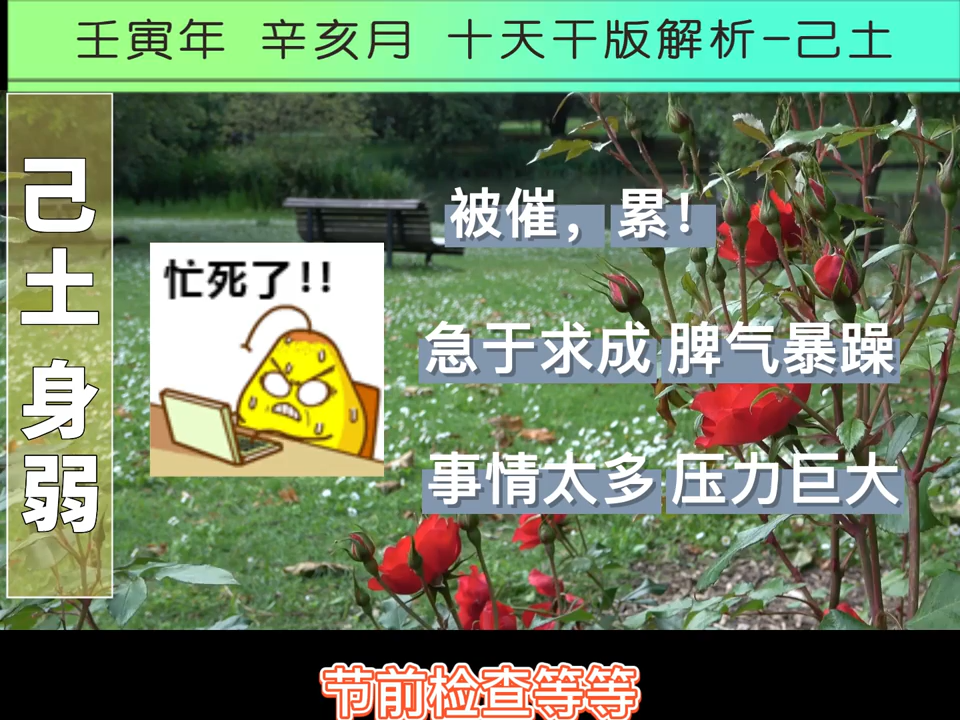 壬寅年 辛亥月 十天干版解析-己土
己土身弱
忙死了!!
被催，累！
急于求成 脾气暴躁
事情太多 压力巨大
节前检查等等